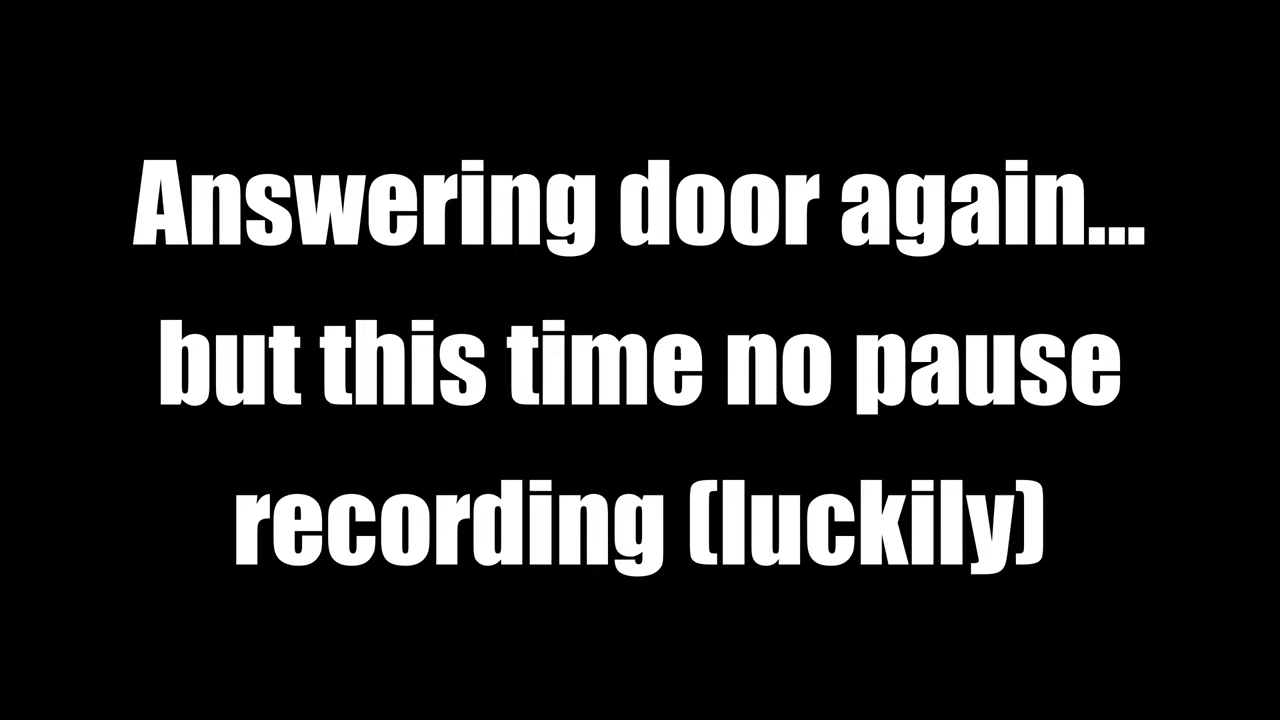 Answering door again...
but this time no pause
recording (luckily)